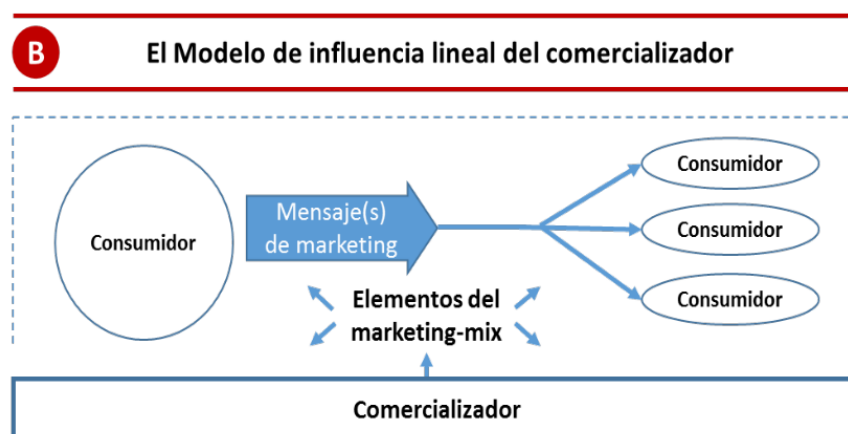 B
El Modelo de influencia lineal del comercializador
Consumidor
Mensaje(s)
de marketing
Consumidor
Consumidor
Consumidor
Elementos del
marketing-mix
Comercializador